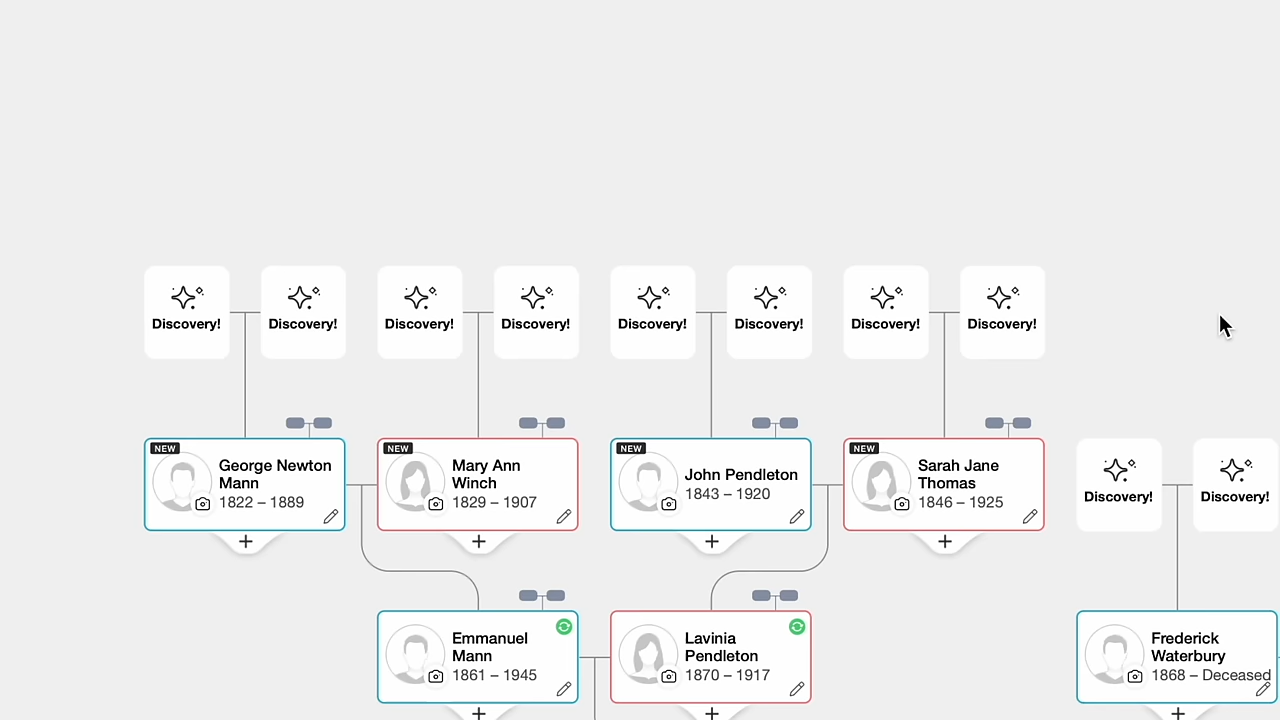 Discovery! Discovery! Discovery! Discovery! Discovery! Discovery! Discovery! Discovery!
NEW
George Newton
Mann
1822 – 1889
NEW
Mary Ann
Winch
1829 – 1907
NEW
John Pendleton
1843 – 1920
NEW
Sarah Jane
Thomas
1846 – 1925
Discovery! Discovery!
Emmanuel
Mann
1861 – 1945
Lavinia
Pendleton
1870 – 1917
Frederick
Waterbury
1868 – Deceased